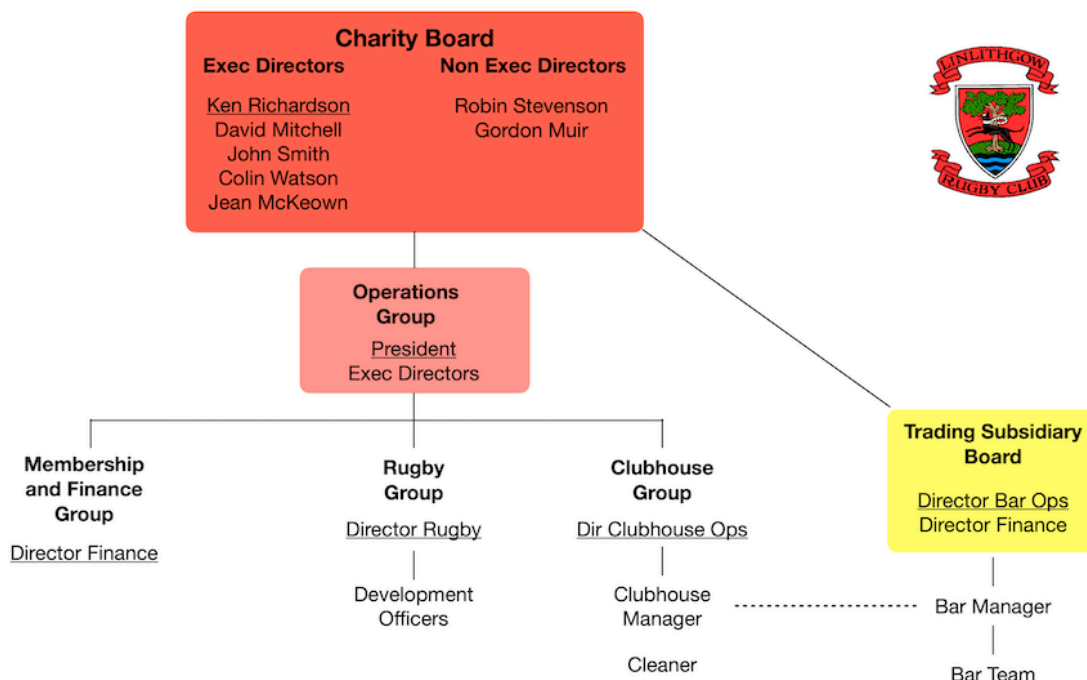 Charity Board
Exec Directors
Non Exec Directors
Ken Richardson
David Mitchell
John Smith
Colin Watson
Jean McKeown
Robin Stevenson
Gordon Muir
LINLITHGOW
RUGBY CLUB
Operations
Group
President
Exec Directors
Membership
and Finance
Group
Director Finance
Rugby
Group
Director Rugby
Development
Officers
Clubhouse
Group
Dir Clubhouse Ops
Clubhouse
Manager
Cleaner
Trading Subsidiary
Board
Director Bar Ops
Director Finance
Bar Manager
Bar Team